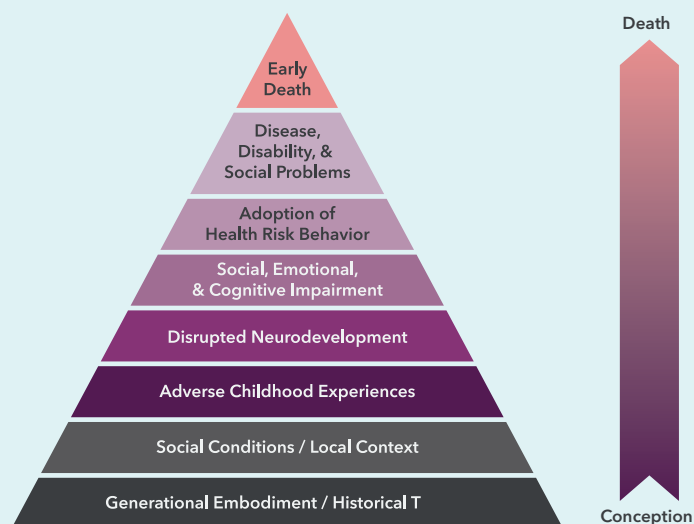 Early
Death
Disease,
Disability, &
Social Problems
Adoption of
Health Risk Behavior
Social, Emotional,
& Cognitive Impairment
Disrupted Neurodevelopment
Adverse Childhood Experiences
Social Conditions / Local Context
Generational Embodiment / Historical T
Death
Conception